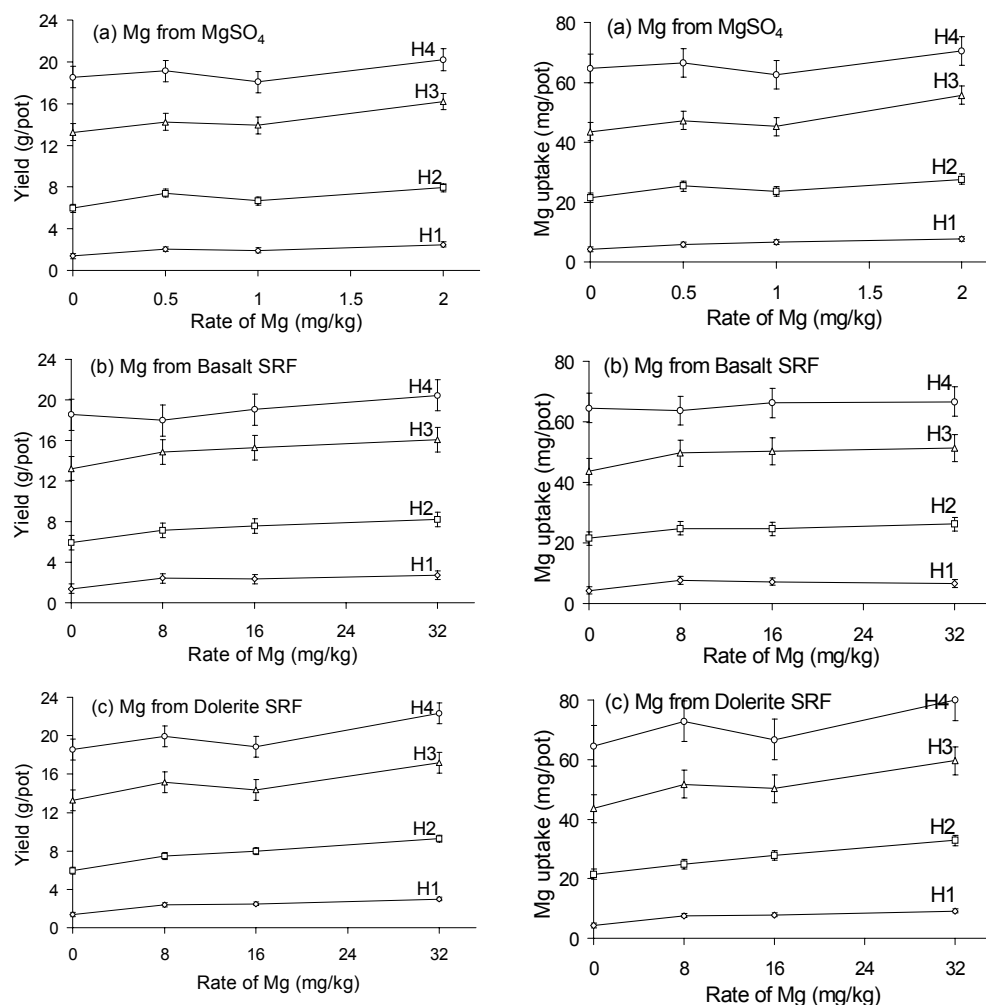 (a) Mg from MgSO₄
Yield (g/pot)
24
20
16
12
8
4
0
H4
H3
H2
H1
0 0.5 1 1.5 2
Rate of Mg (mg/kg)
(a) Mg from MgSO₄
Mg uptake (mg/pot)
80
60
40
20
0
H4
H3
H2
H1
0 0.5 1 1.5 2
Rate of Mg (mg/kg)
(b) Mg from Basalt SRF
Yield (g/pot)
24
20
16
12
8
4
0
H4
H3
H2
H1
0 8 16 24 32
Rate of Mg (mg/kg)
(b) Mg from Basalt SRF
Mg uptake (mg/pot)
80
60
40
20
0
H4
H3
H2
H1
0 8 16 24 32
Rate of Mg (mg/kg)
(c) Mg from Dolerite SRF
Yield (g/pot)
24
20
16
12
8
4
0
H4
H3
H2
H1
0 8 16 24 32
Rate of Mg (mg/kg)
(c) Mg from Dolerite SRF
Mg uptake (mg/pot)
80
60
40
20
0
H4
H3
H2
H1
0 8 16 24 32
Rate of Mg (mg/kg)